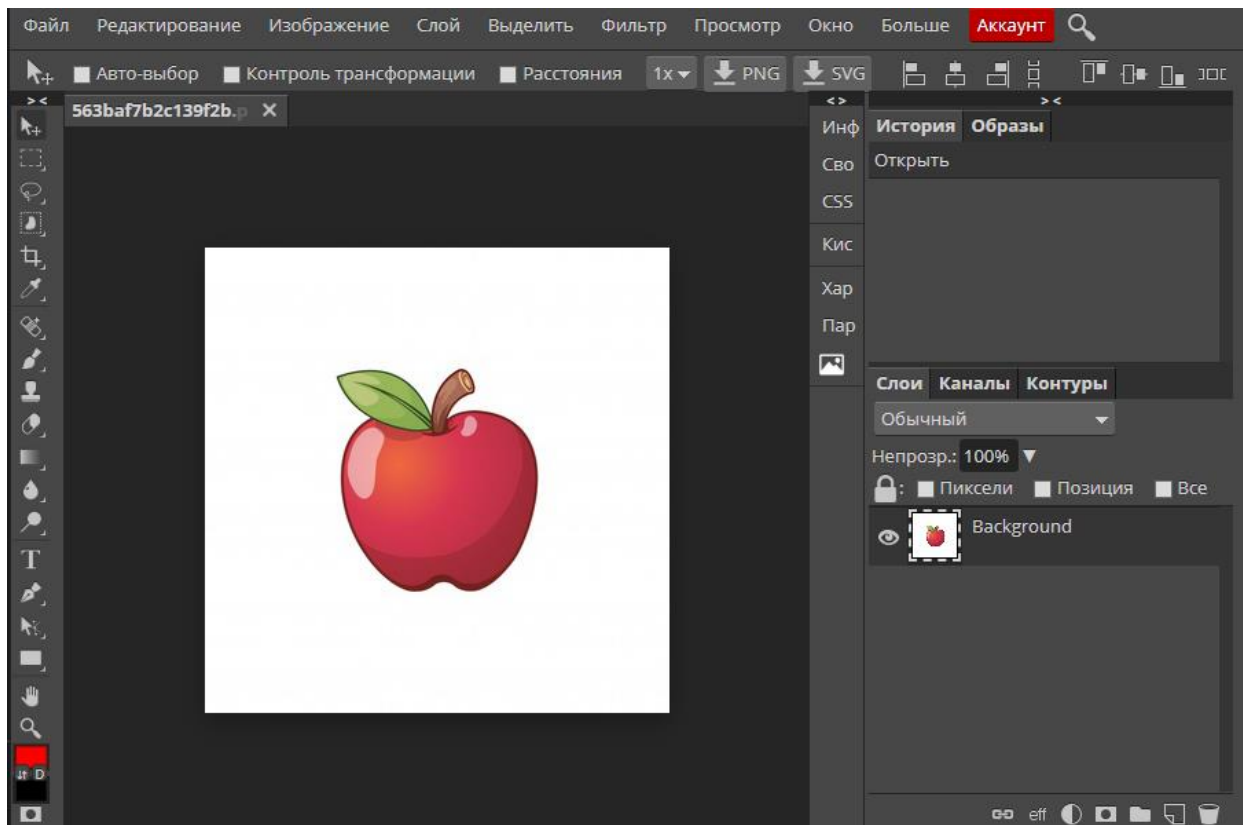 Файл Редактирование Изображение Слой Выделить Фильтр Просмотр Окно Больше Аккаунт
Авто-выбор Контроль трансформации Расстояния 1x PNG SVG
563baf7b2c139f2b.p
Инф
Сво
CSS
Кис
Хар
Пар
История Образы
Открыть
Слои Каналы Контуры
Обычный
Непрозр.: 100%
Пиксели Позиция Все
Background
T
D
eff